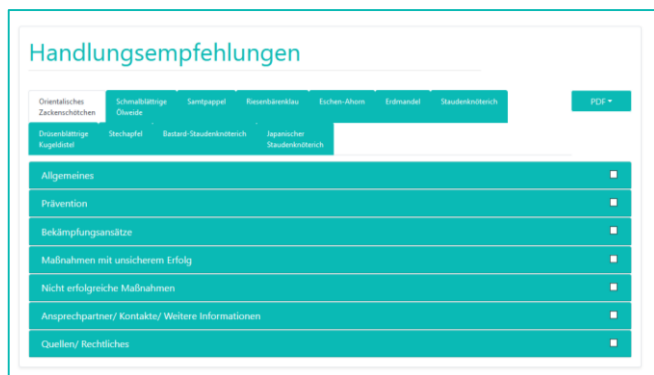 Handlungsempfehlungen
Orientalisches Zackenschötchen
Schmalblättrige Ölweide
Samtpappel
Riesenbärenklau
Eschen-Ahorn
Erdmandel
Staudenknöterich
PDF
Drüsenblättrige Kugeldistel
Stechapfel
Bastard-Staudenknöterich
Japanischer Staudenknöterich
Allgemeines
Prävention
Bekämpfungsansätze
Maßnahmen mit unsicherem Erfolg
Nicht erfolgreiche Maßnahmen
Ansprechpartner/ Kontakte/ Weitere Informationen
Quellen/ Rechtliches